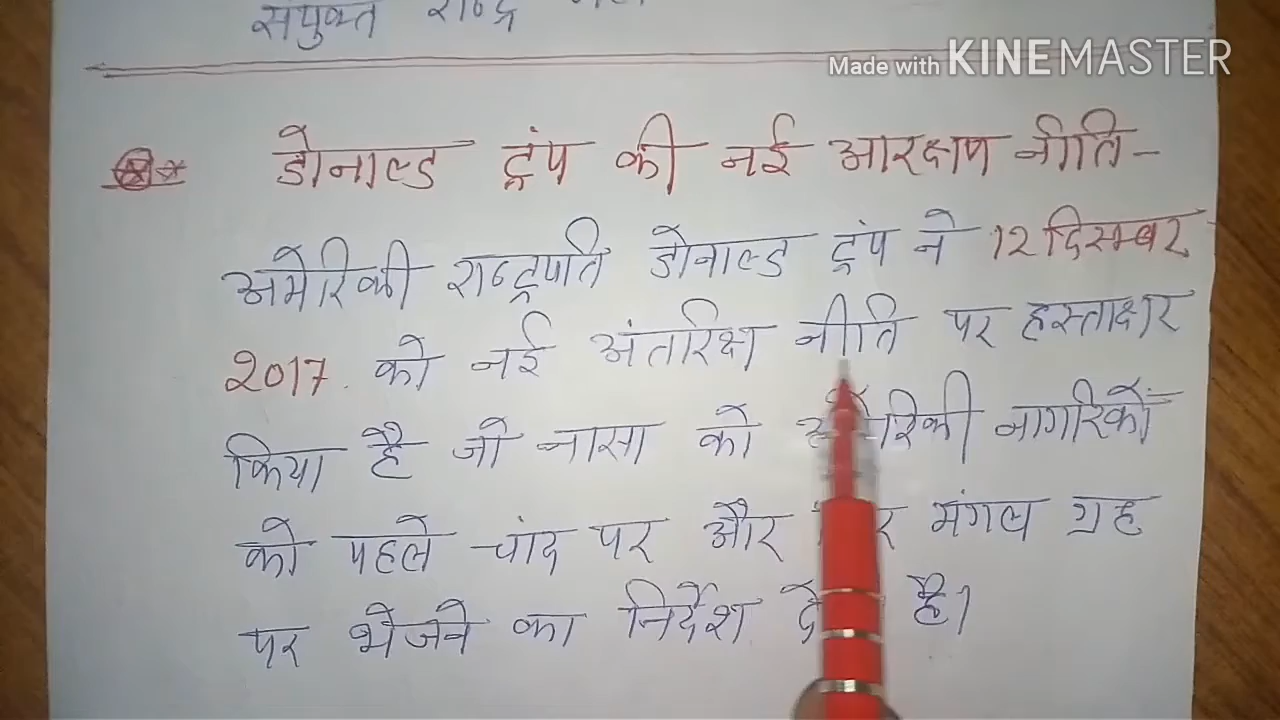 संयुक्त राष्ट्र
Made with KINEMASTER
डोनाल्ड ट्रंप की नई आरक्षण नीति-
अमेरिकी राष्ट्रपति डोनाल्ड ट्रंप ने 12 दिसम्बर
2017. को नई अंतरिक्ष नीति पर हस्ताक्षर
किया है जो नासा को नागरिकों
को पहले चांद पर और मंगल ग्रह
पर भेजने का निर्देश है।